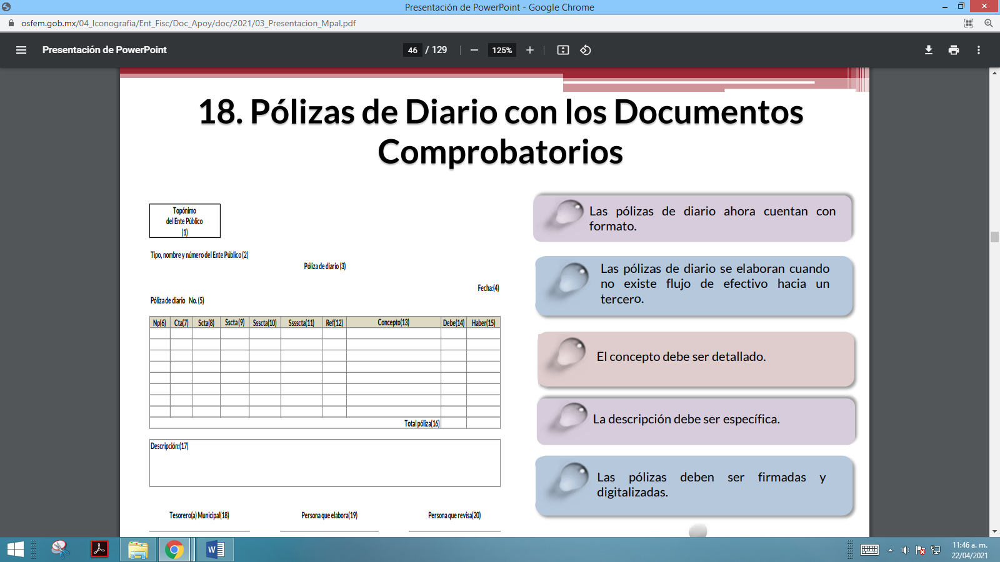 Presentación de PowerPoint - Google Chrome
osfem.gob.mx/04_Iconografia/Ent_Fisc/Doc_Apoy/doc/2021/03_Presentacion_Mpal.pdf
Presentación de PowerPoint
46 / 129
125%
18. Pólizas de Diario con los Documentos
Comprobatorios
Topónimo
del Ente Público
(1)
Tipo, nombre y número del Ente Público (2)
Póliza de diario (3)
Fecha:(4)
Póliza de diario No. (5)
Np(6) Cta(7) Scta(8) Sscta(9) Ssscta(10) Sssscta(11) Ref(12) Concepto(13) Debe(14) Haber(15)
Total póliza(16)
Descripción:(17)
Tesorero(a) Municipal(18) Persona que elabora(19) Persona que revisa(20)
Las pólizas de diario ahora cuentan con
formato.
Las pólizas de diario se elaboran cuando
no existe flujo de efectivo hacia un
tercero.
El concepto debe ser detallado.
La descripción debe ser específica.
Las pólizas deben ser firmadas y
digitalizadas.
11:46 a. m.
22/04/2021